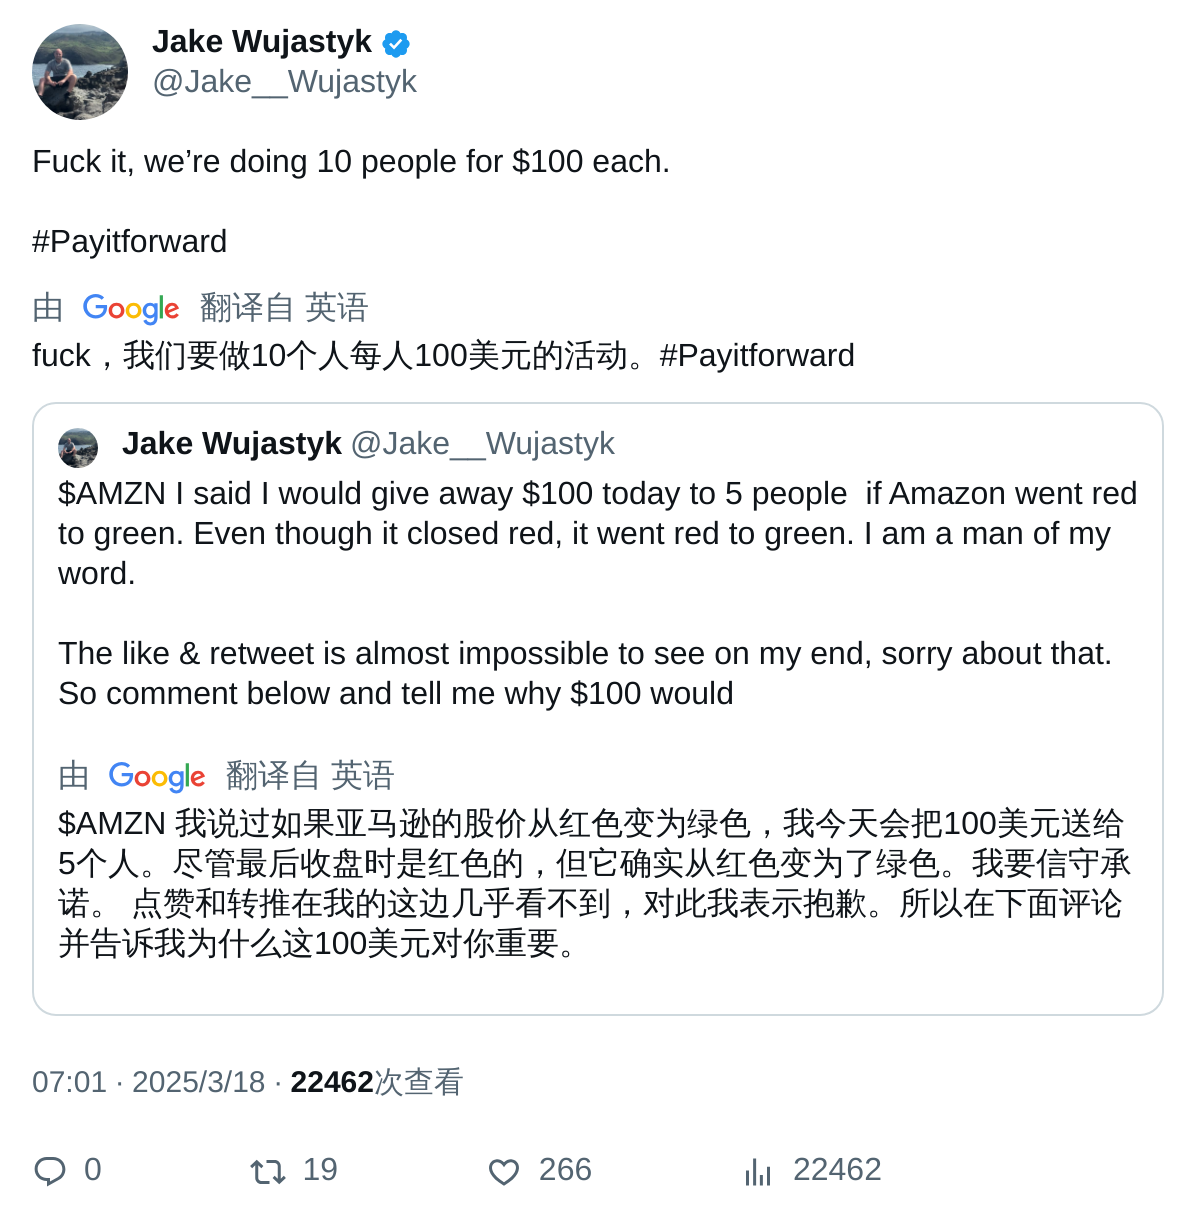 Jake Wujastyk
@Jake__Wujastyk
Fuck it, we’re doing 10 people for $100 each.
#Payitforward
由 Google 翻译自 英语
fuck，我们要做10个人每人100美元的活动。#Payitforward
Jake Wujastyk @Jake__Wujastyk
$AMZN I said I would give away $100 today to 5 people  if Amazon went red
to green. Even though it closed red, it went red to green. I am a man of my
word.
The like & retweet is almost impossible to see on my end, sorry about that.
So comment below and tell me why $100 would
由 Google 翻译自 英语
$AMZN 我说过如果亚马逊的股价从红色变为绿色，我今天会把100美元送给
5个人。尽管最后收盘时是红色的，但它确实从红色变为了绿色。我要信守承
诺。 点赞和转推在我的这边几乎看不到，对此我表示抱歉。所以在下面评论
并告诉我为什么这100美元对你重要。
07:01 · 2025/3/18 · 22462次查看
0 19 266 22462